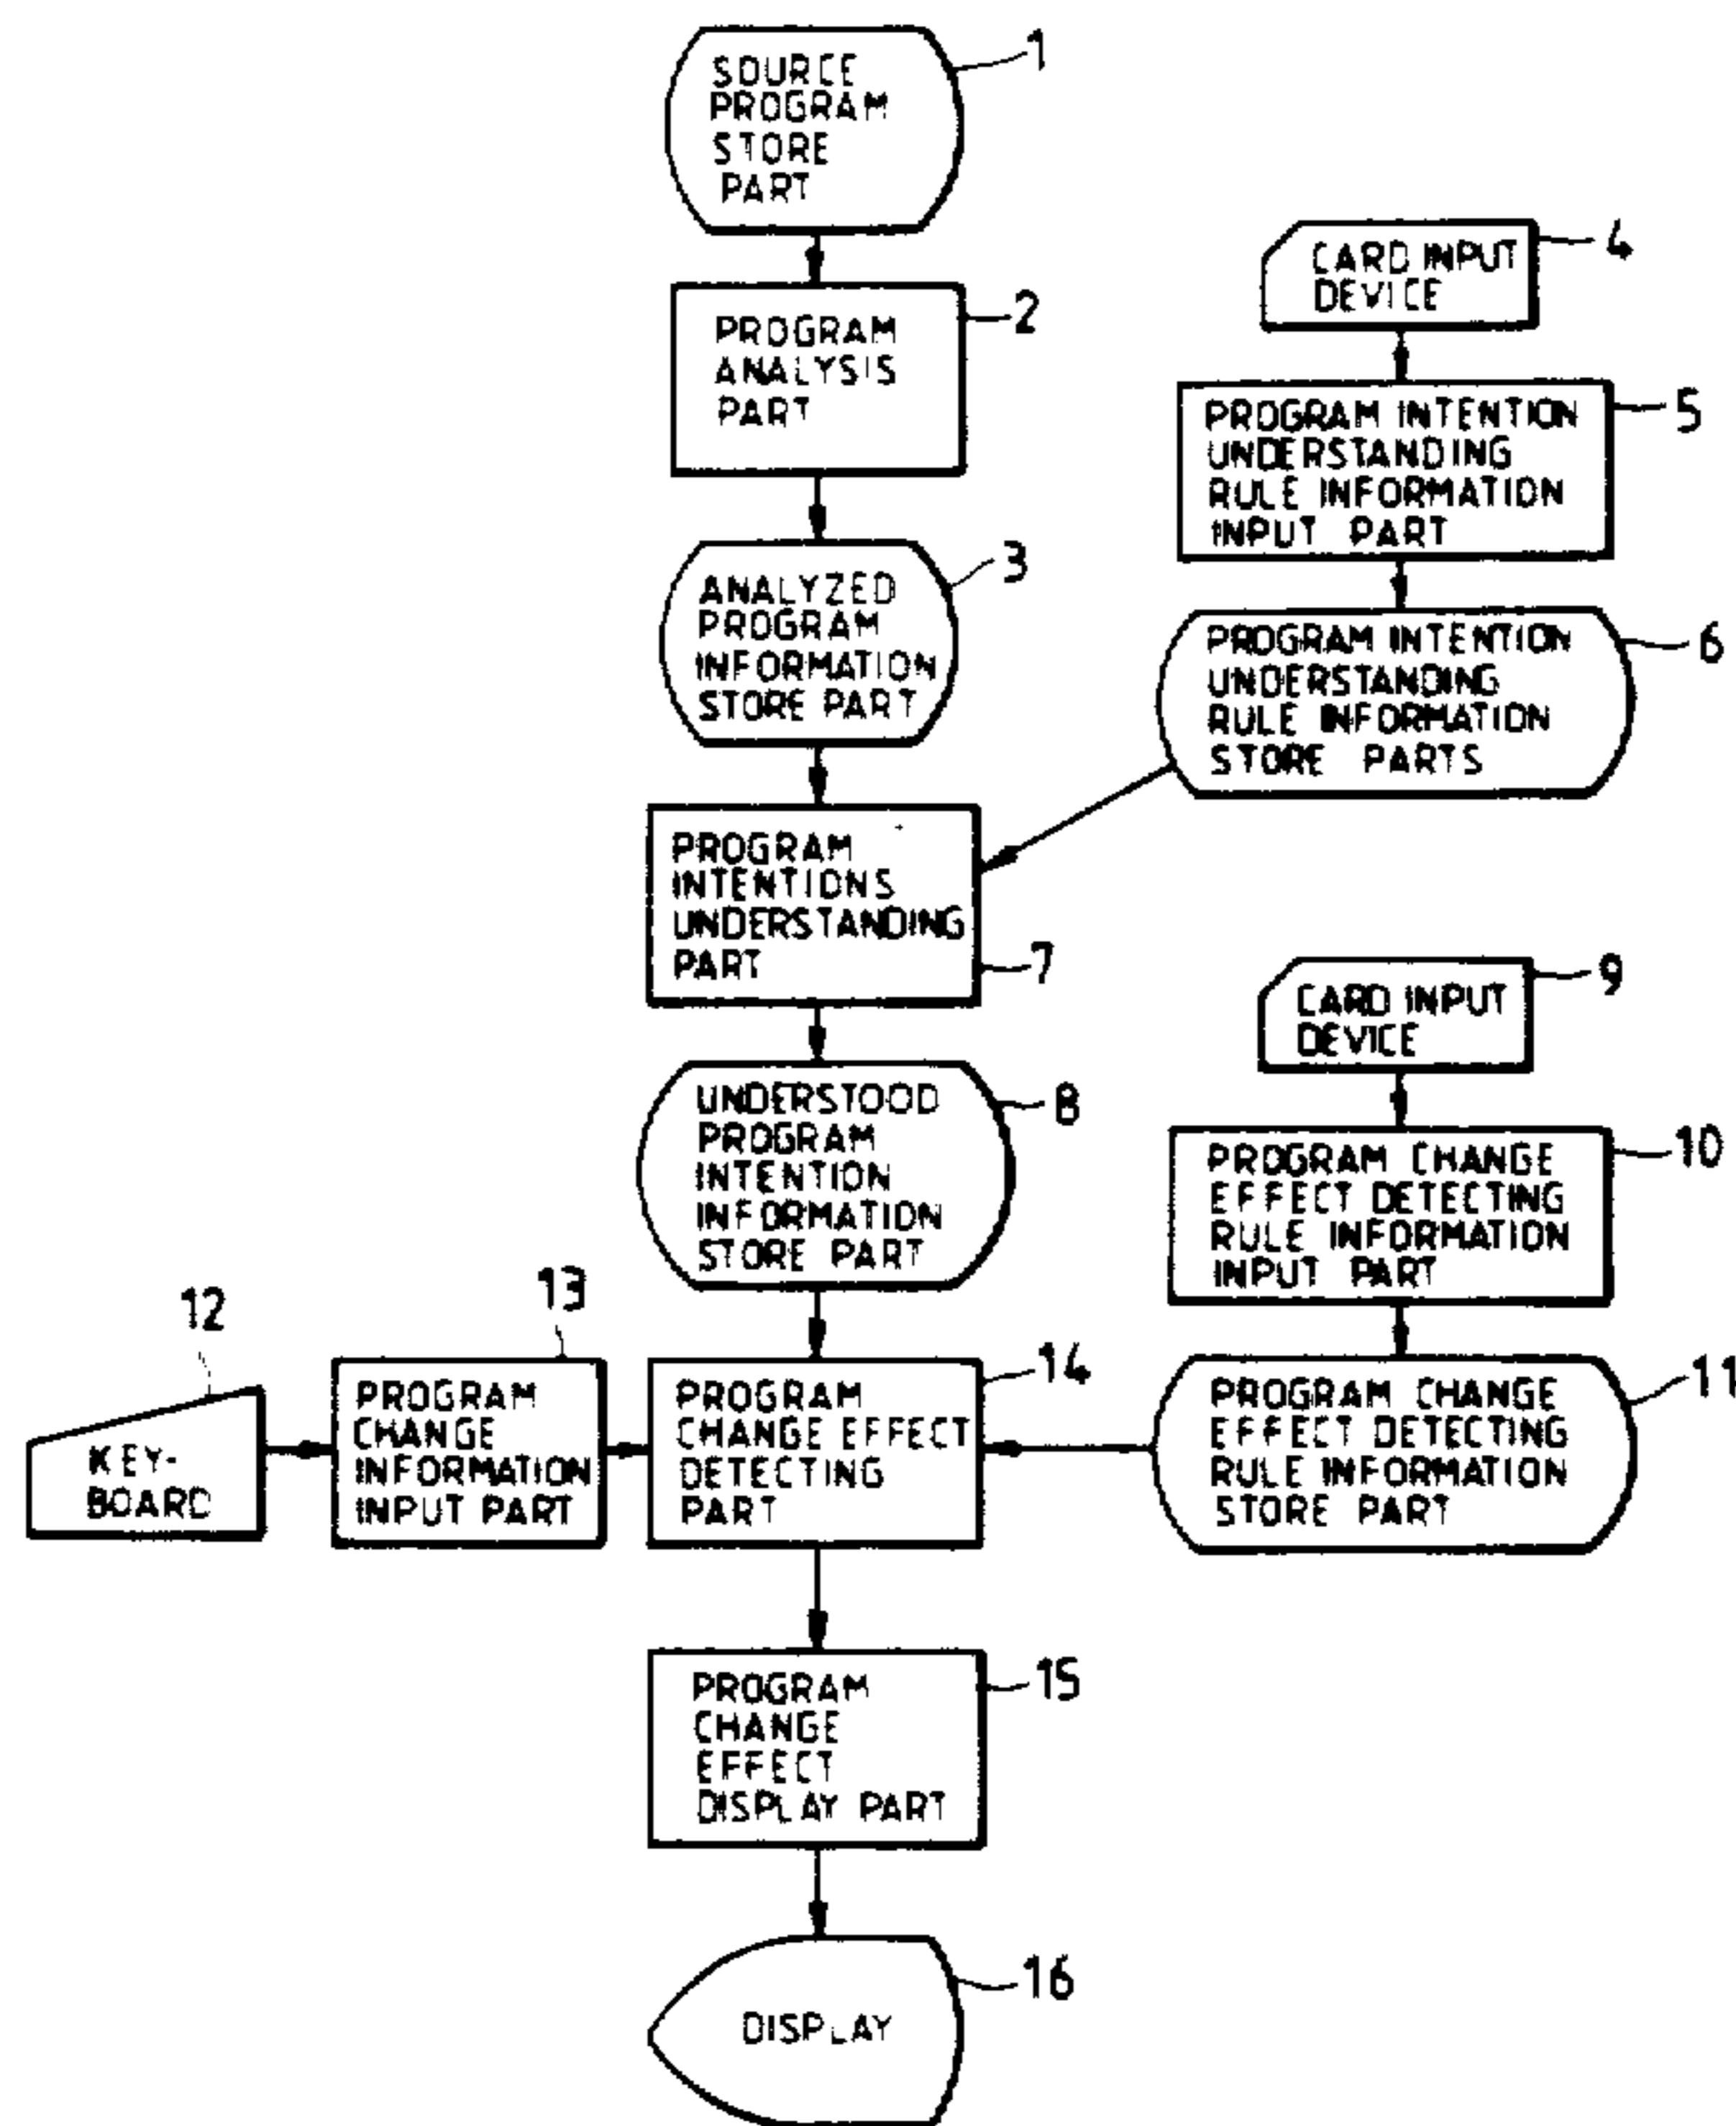 1
SOURCE
PROGRAM
STORE
PART
2
PROGRAM
ANALYSIS
PART
3
ANALYZED
PROGRAM
INFORMATION
STORE PART
4
CARD INPUT
DEVICE
5
PROGRAM INTENTION
UNDERSTANDING
RULE INFORMATION
INPUT PART
6
PROGRAM INTENTION
UNDERSTANDING
RULE INFORMATION
STORE PARTS
PROGRAM
INTENTIONS
UNDERSTANDING
PART
7
8
UNDERSTOOD
PROGRAM
INTENTION
INFORMATION
STORE PART
9
CARD INPUT
DEVICE
10
PROGRAM CHANGE
EFFECT DETECTING
RULE INFORMATION
INPUT PART
11
PROGRAM CHANGE
EFFECT DETECTING
RULE INFORMATION
STORE PART
12
KEY-
BOARD
13
PROGRAM
CHANGE
INFORMATION
INPUT PART
14
PROGRAM
CHANGE EFFECT
DETECTING
PART
15
PROGRAM
CHANGE
EFFECT
DISPLAY PART
16
DISPLAY